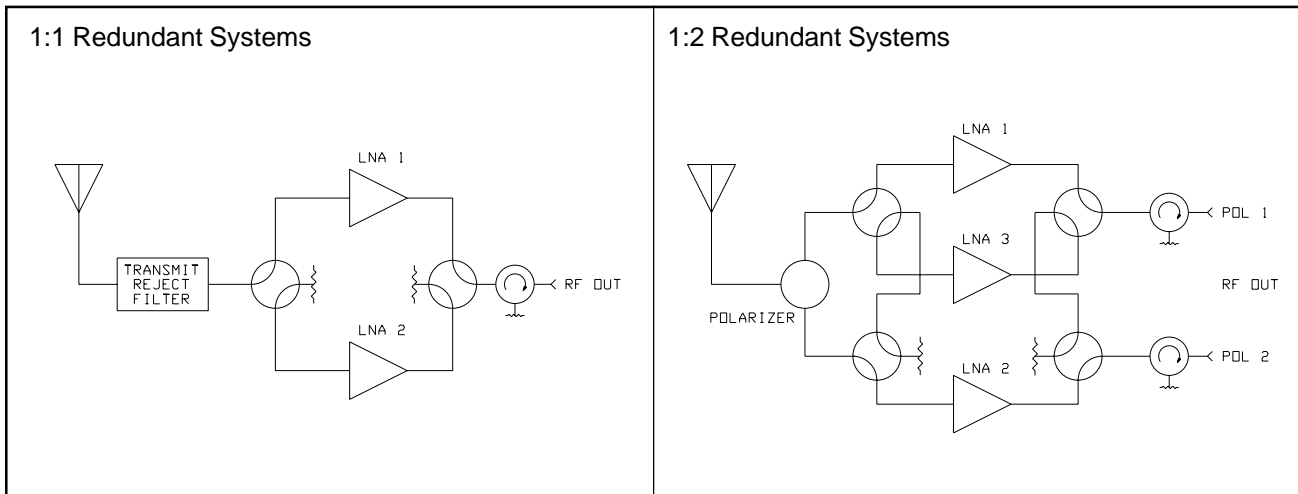 1:1 Redundant Systems
LNA 1
TRANSMIT
REJECT
FILTER
RF OUT
LNA 2
1:2 Redundant Systems
LNA 1
POL 1
LNA 3
RF OUT
POLARIZER
LNA 2
POL 2